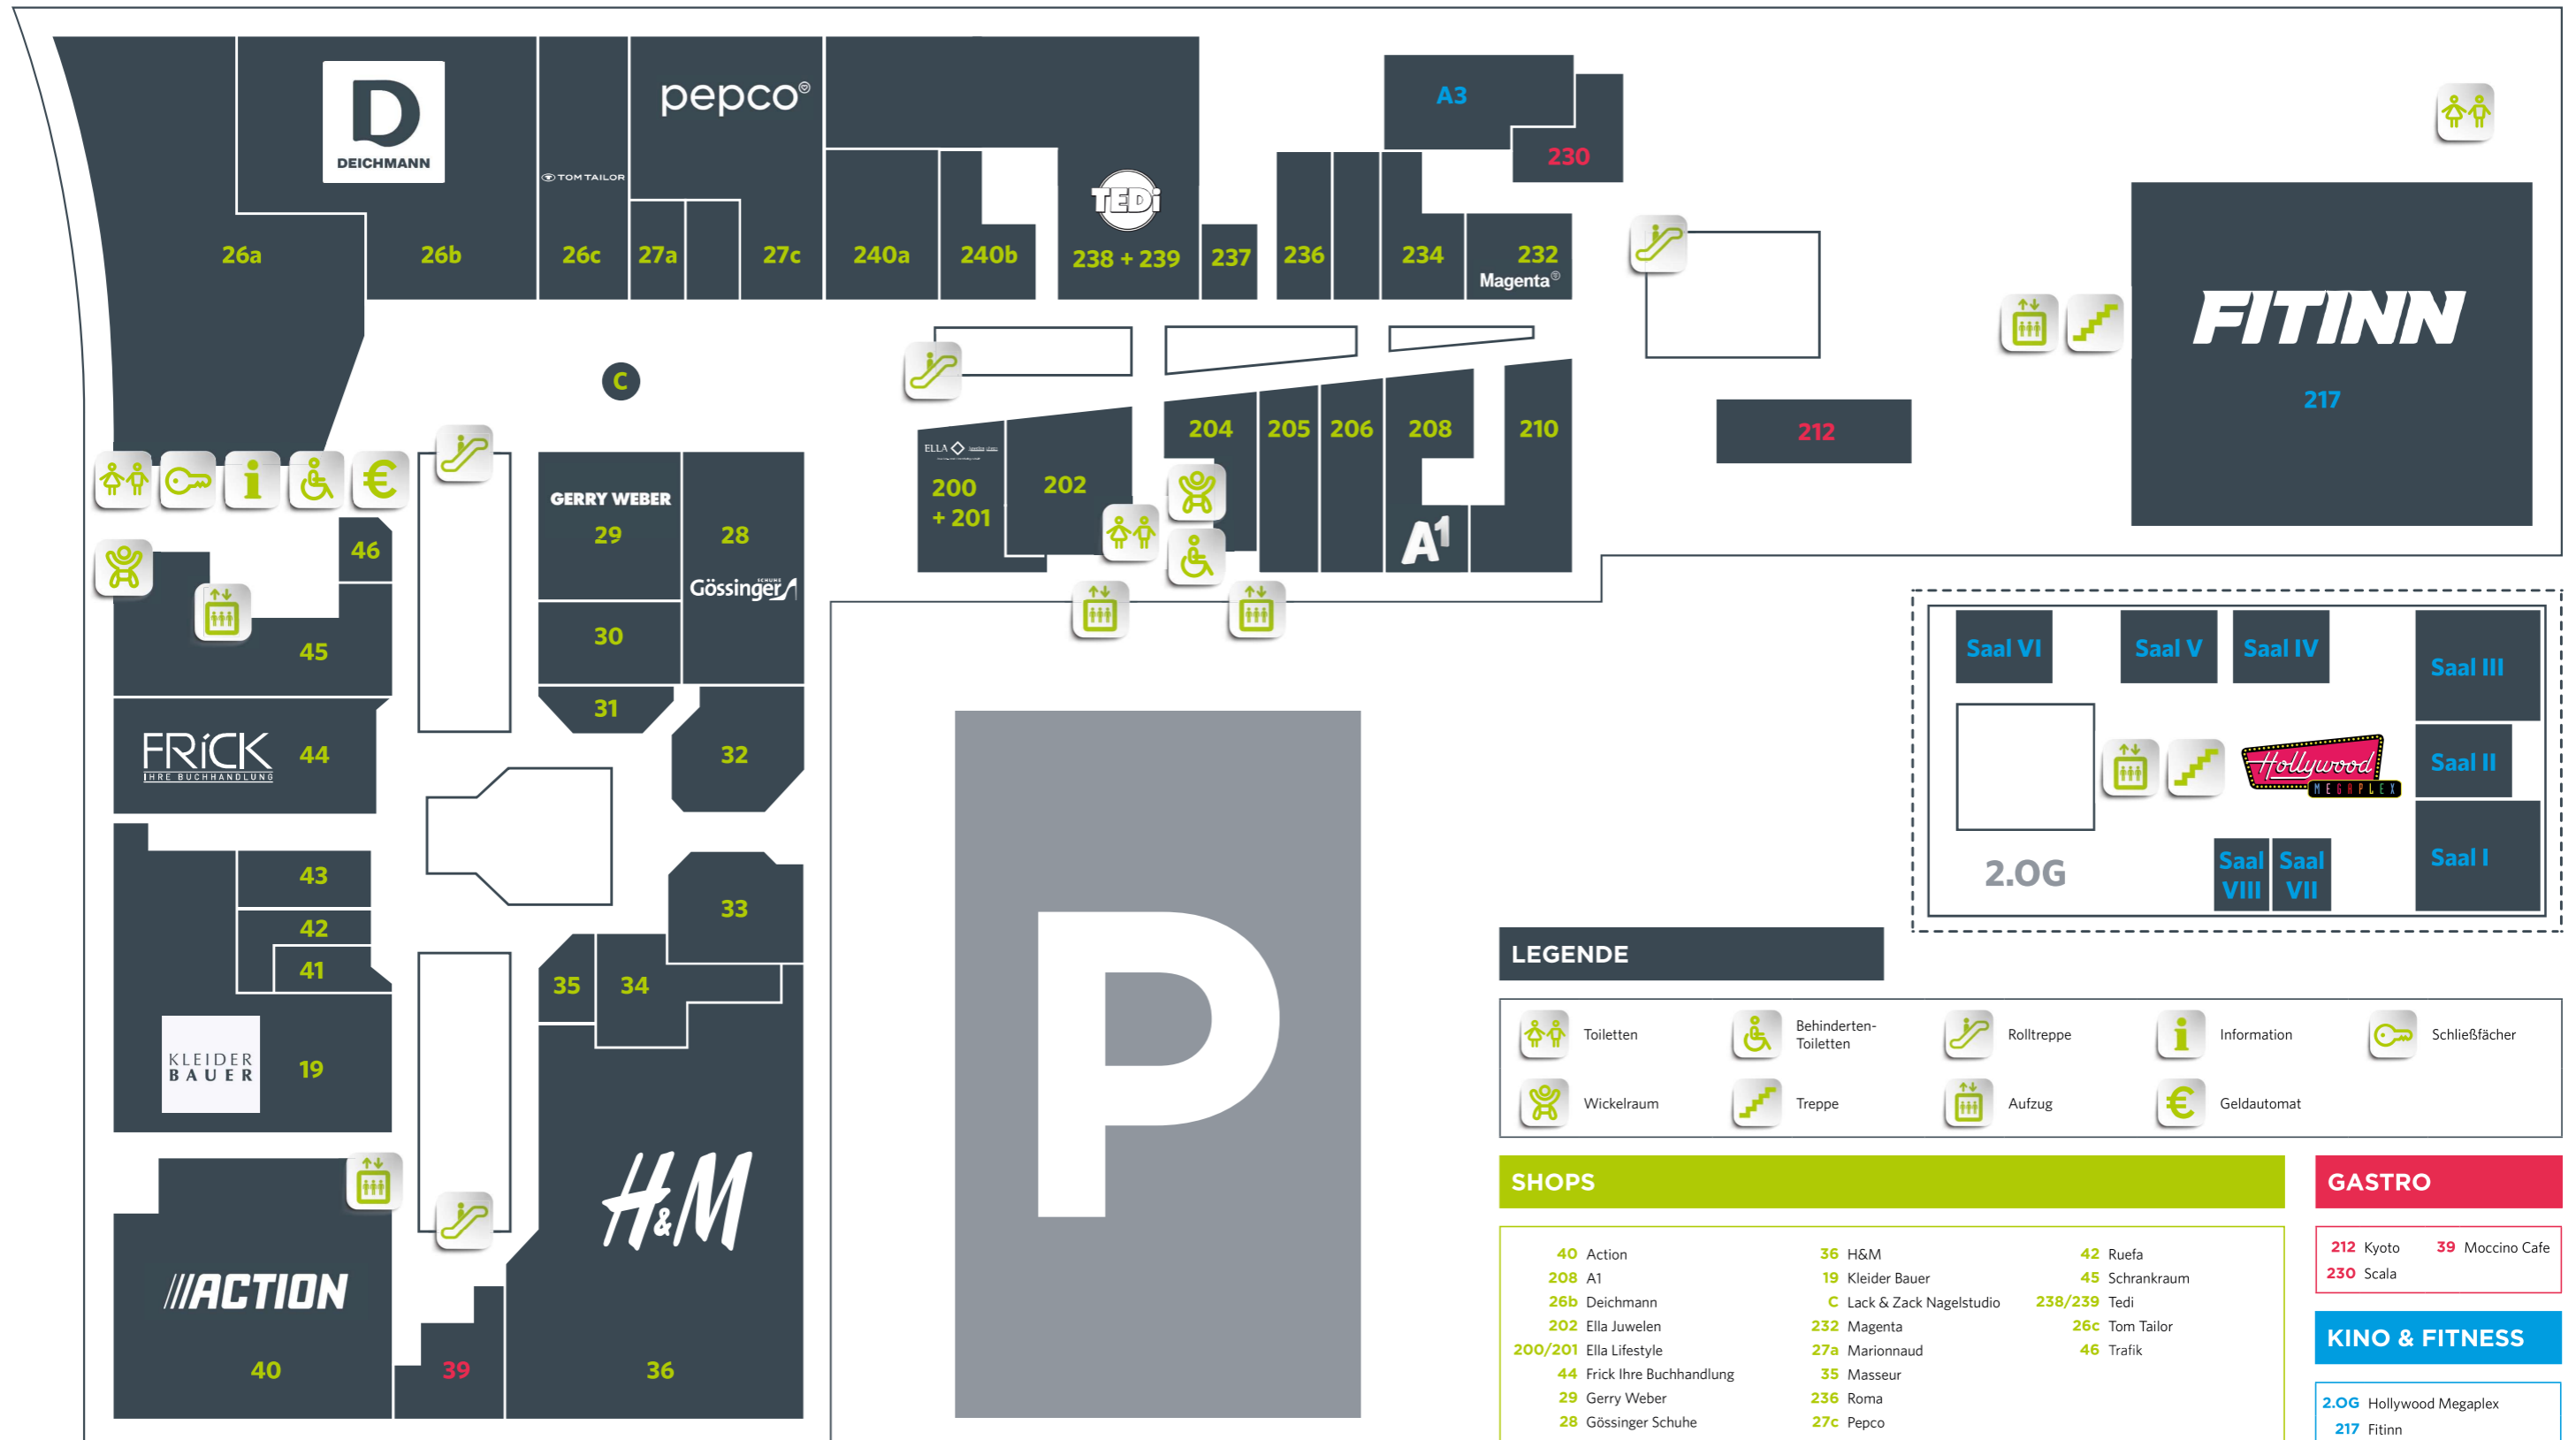 D
DEICHMANN
TOM TAILOR
pepco
TEDi
A3
230
26a
26b
26c
27a
27c
240a
240b
238 + 239
237
236
234
232
Magenta
C
FITINN
217
212
ELLA
200
+ 201
202
204
205
206
208
210
A1
GERRY WEBER
29
28
SCHUHE
Gössinger
30
31
32
46
45
FRiCK
IHRE BUCHHANDLUNG
44
43
42
41
33
35
34
KLEIDER
BAUER
19
H&M
36
ACTION
40
39
P
Saal VI
Saal V
Saal IV
Saal III
Saal II
Saal I
Saal
VIII
Saal
VII
Hollywood
MEGAPLEX
2.OG
LEGENDE
Toiletten
Behinderten-
Toiletten
Rolltreppe
Information
Schließfächer
Wickelraum
Treppe
Aufzug
Geldautomat
SHOPS
40 Action
208 A1
26b Deichmann
202 Ella Juwelen
200/201 Ella Lifestyle
44 Frick Ihre Buchhandlung
29 Gerry Weber
28 Gössinger Schuhe
36 H&M
19 Kleider Bauer
C Lack & Zack Nagelstudio
232 Magenta
27a Marionnaud
35 Masseur
236 Roma
27c Pepco
42 Ruefa
45 Schrankraum
238/239 Tedi
26c Tom Tailor
46 Trafik
GASTRO
212 Kyoto
39 Moccino Cafe
230 Scala
KINO & FITNESS
2.OG Hollywood Megaplex
217 Fitinn